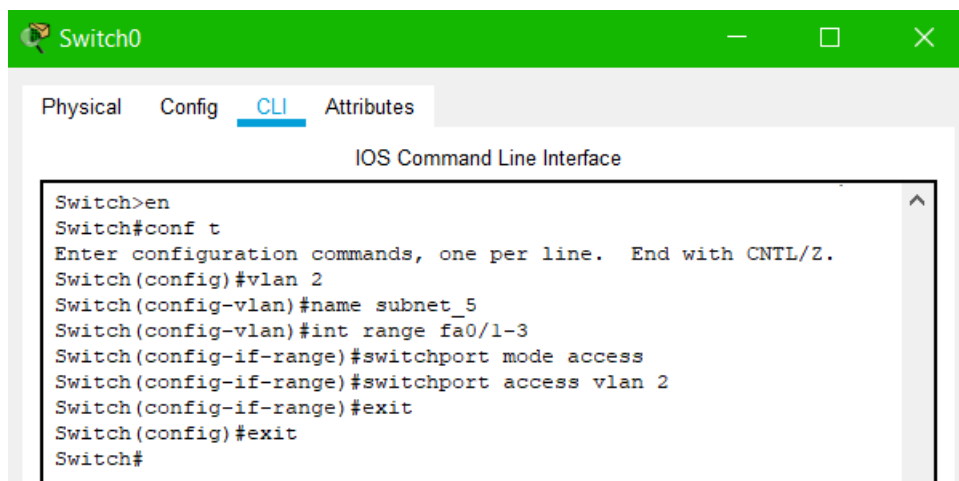 Switch0
Physical Config CLI Attributes
IOS Command Line Interface
Switch>en
Switch#conf t
Enter configuration commands, one per line.  End with CNTL/Z.
Switch(config)#vlan 2
Switch(config-vlan)#name subnet_5
Switch(config-vlan)#int range fa0/1-3
Switch(config-if-range)#switchport mode access
Switch(config-if-range)#switchport access vlan 2
Switch(config-if-range)#exit
Switch(config)#exit
Switch#